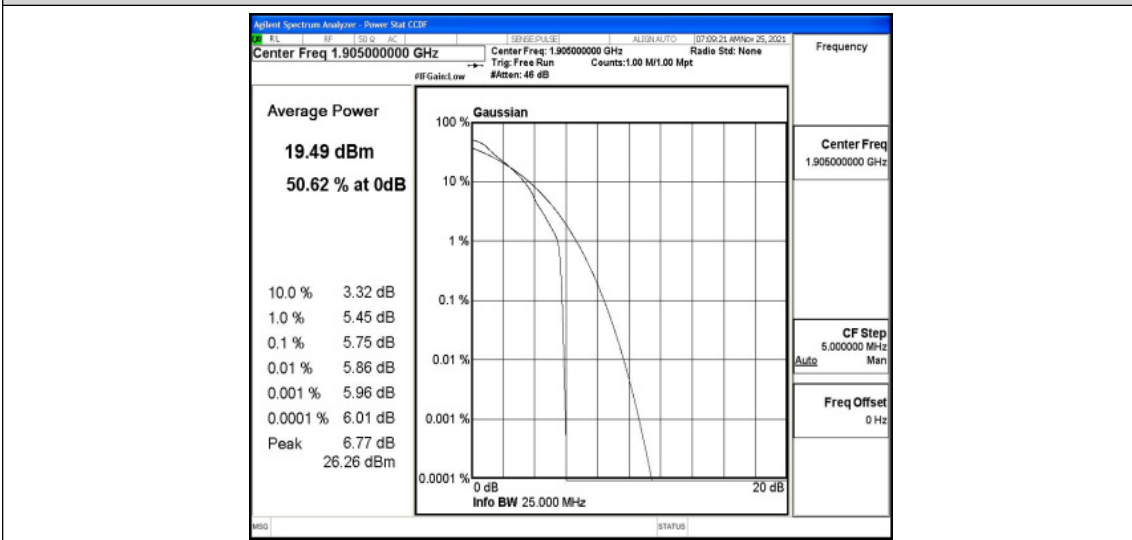 Agilent Spectrum Analyzer - Power Stat CCDF
RL RF 50 Ω AC SENSE:PULSE ALIGN AUTO 07:09:21 AM Nov 25, 2021
Center Freq 1.905000000 GHz
Center Freq: 1.905000000 GHz Radio Std: None
Trig: Free Run Counts:1.00 M/1.00 Mpt
#IFGain:Low #Atten: 46 dB
Frequency
Average Power
19.49 dBm
50.62 % at 0dB
10.0 % 3.32 dB
1.0 % 5.45 dB
0.1 % 5.75 dB
0.01 % 5.86 dB
0.001 % 5.96 dB
0.0001 % 6.01 dB
Peak 6.77 dB
26.26 dBm
Gaussian
100 %
10 %
1 %
0.1 %
0.01 %
0.001 %
0.0001 %
0 dB 20 dB
Info BW 25.000 MHz
Center Freq
1.905000000 GHz
CF Step
5.000000 MHz
Auto Man
Freq Offset
0 Hz
MSG STATUS